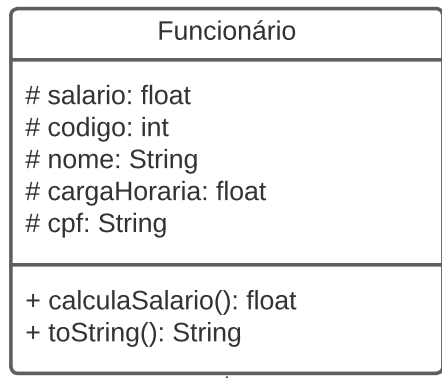 Funcionário
# salario: float
# codigo: int
# nome: String
# cargaHoraria: float
# cpf: String
+ calculaSalario(): float
+ toString(): String